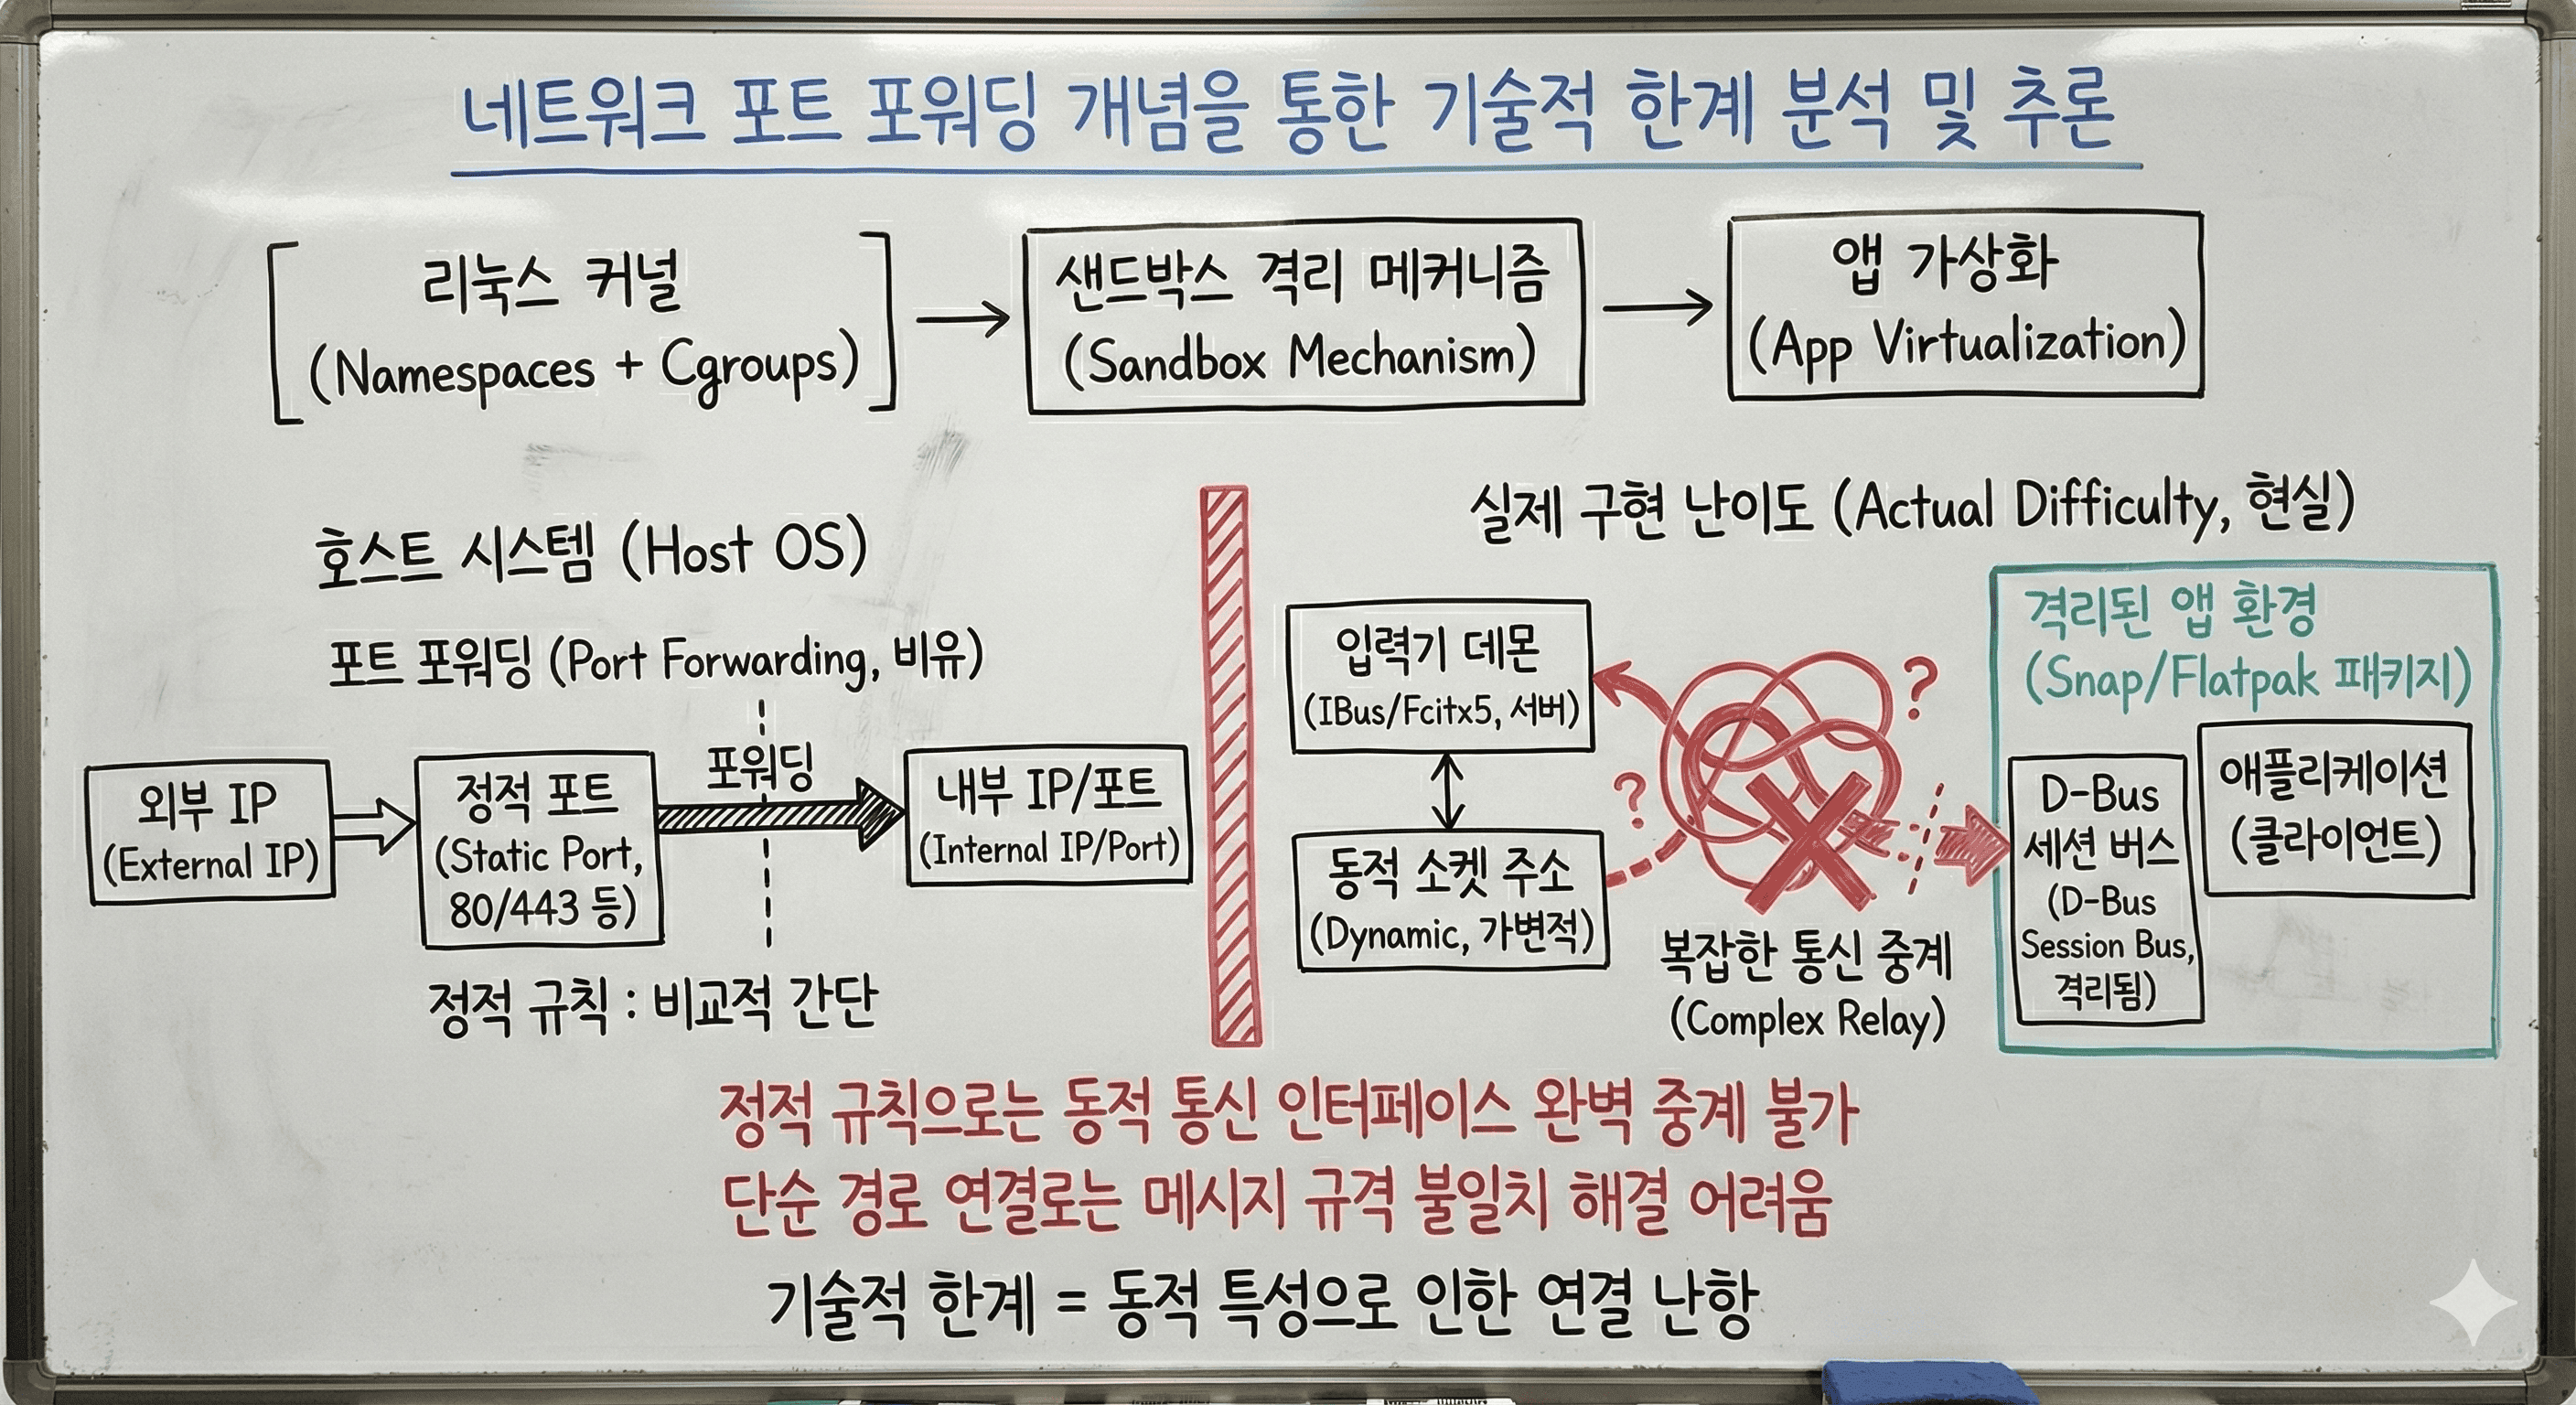 네트워크 포트 포워딩 개념을 통한 기술적 한계 분석 및 추론
리눅스 커널
(Namespaces + Cgroups)
샌드박스 격리 메커니즘
(Sandbox Mechanism)
앱 가상화
(App Virtualization)
호스트 시스템 (Host OS)
포트 포워딩 (Port Forwarding, 비유)
외부 IP
(External IP)
정적 포트
(Static Port,
80/443 등)
포워딩
내부 IP/포트
(Internal IP/Port)
정적 규칙 : 비교적 간단
실제 구현 난이도 (Actual Difficulty, 현실)
입력기 데몬
(IBus/Fcitx5, 서버)
동적 소켓 주소
(Dynamic, 가변적)
?
?
복잡한 통신 중계
(Complex Relay)
격리된 앱 환경
(Snap/Flatpak 패키지)
D-Bus
세션 버스
(D-Bus
Session Bus,
격리됨)
애플리케이션
(클라이언트)
정적 규칙으로는 동적 통신 인터페이스 완벽 중계 불가
단순 경로 연결로는 메시지 규격 불일치 해결 어려움
기술적 한계 = 동적 특성으로 인한 연결 난항